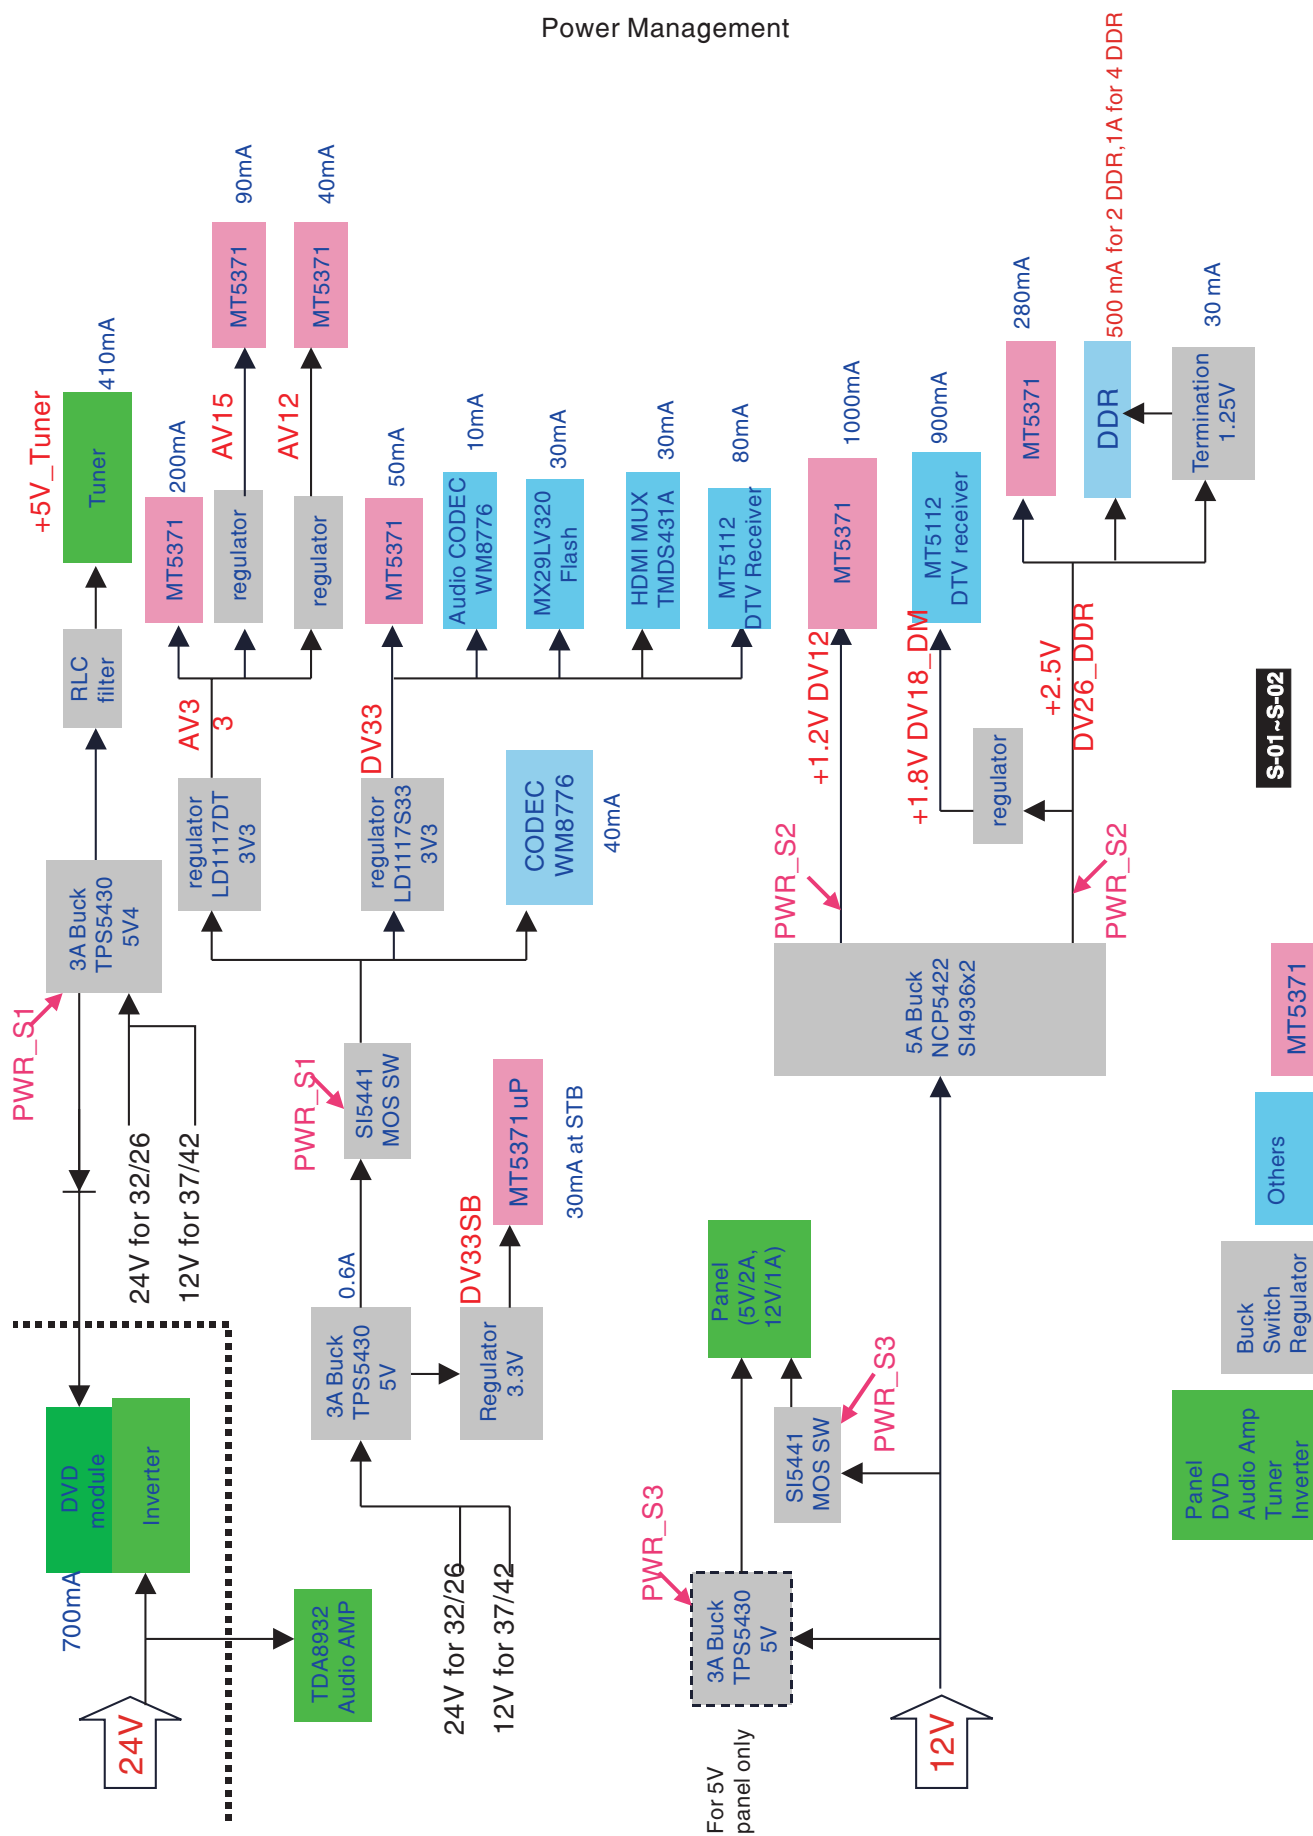 Power Management
24V
700mA
DVD
module
Inverter
TDA8932
Audio AMP
24V for 32/26
12V for 37/42
PWR_S1
3A Buck
TPS5430
5V4
RLC
filter
+5V_Tuner
Tuner
410mA
24V for 32/26
12V for 37/42
3A Buck
TPS5430
5V
0.6A
Regulator
3.3V
DV33SB
MT5371 uP
30mA at STB
PWR_S1
SI5441
MOS SW
regulator
LD1117DT
3V3
AV3
3
MT5371
200mA
regulator
AV15
MT5371
90mA
regulator
AV12
MT5371
40mA
regulator
LD1117S33
3V3
DV33
MT5371
50mA
Audio CODEC
WM8776
10mA
MX29LV320
Flash
30mA
HDMI MUX
TMDS431A
30mA
MT5112
DTV Receiver
80mA
CODEC
WM8776
40mA
For 5V
panel only
PWR_S3
3A Buck
TPS5430
5V
SI5441
MOS SW
PWR_S3
Panel
(5V/2A,
12V/1A)
12V
5A Buck
NCP5422
SI4936x2
PWR_S2
+1.2V DV12
MT5371
1000mA
+1.8V DV18_DM
regulator
MT5112
DTV receiver
900mA
PWR_S2
+2.5V
DV26_DDR
MT5371
280mA
DDR
500 mA for 2 DDR,1A for 4 DDR
Termination
1.25V
30 mA
Panel
DVD
Audio Amp
Tuner
Inverter
Buck
Switch
Regulator
Others
MT5371
S-01~S-02